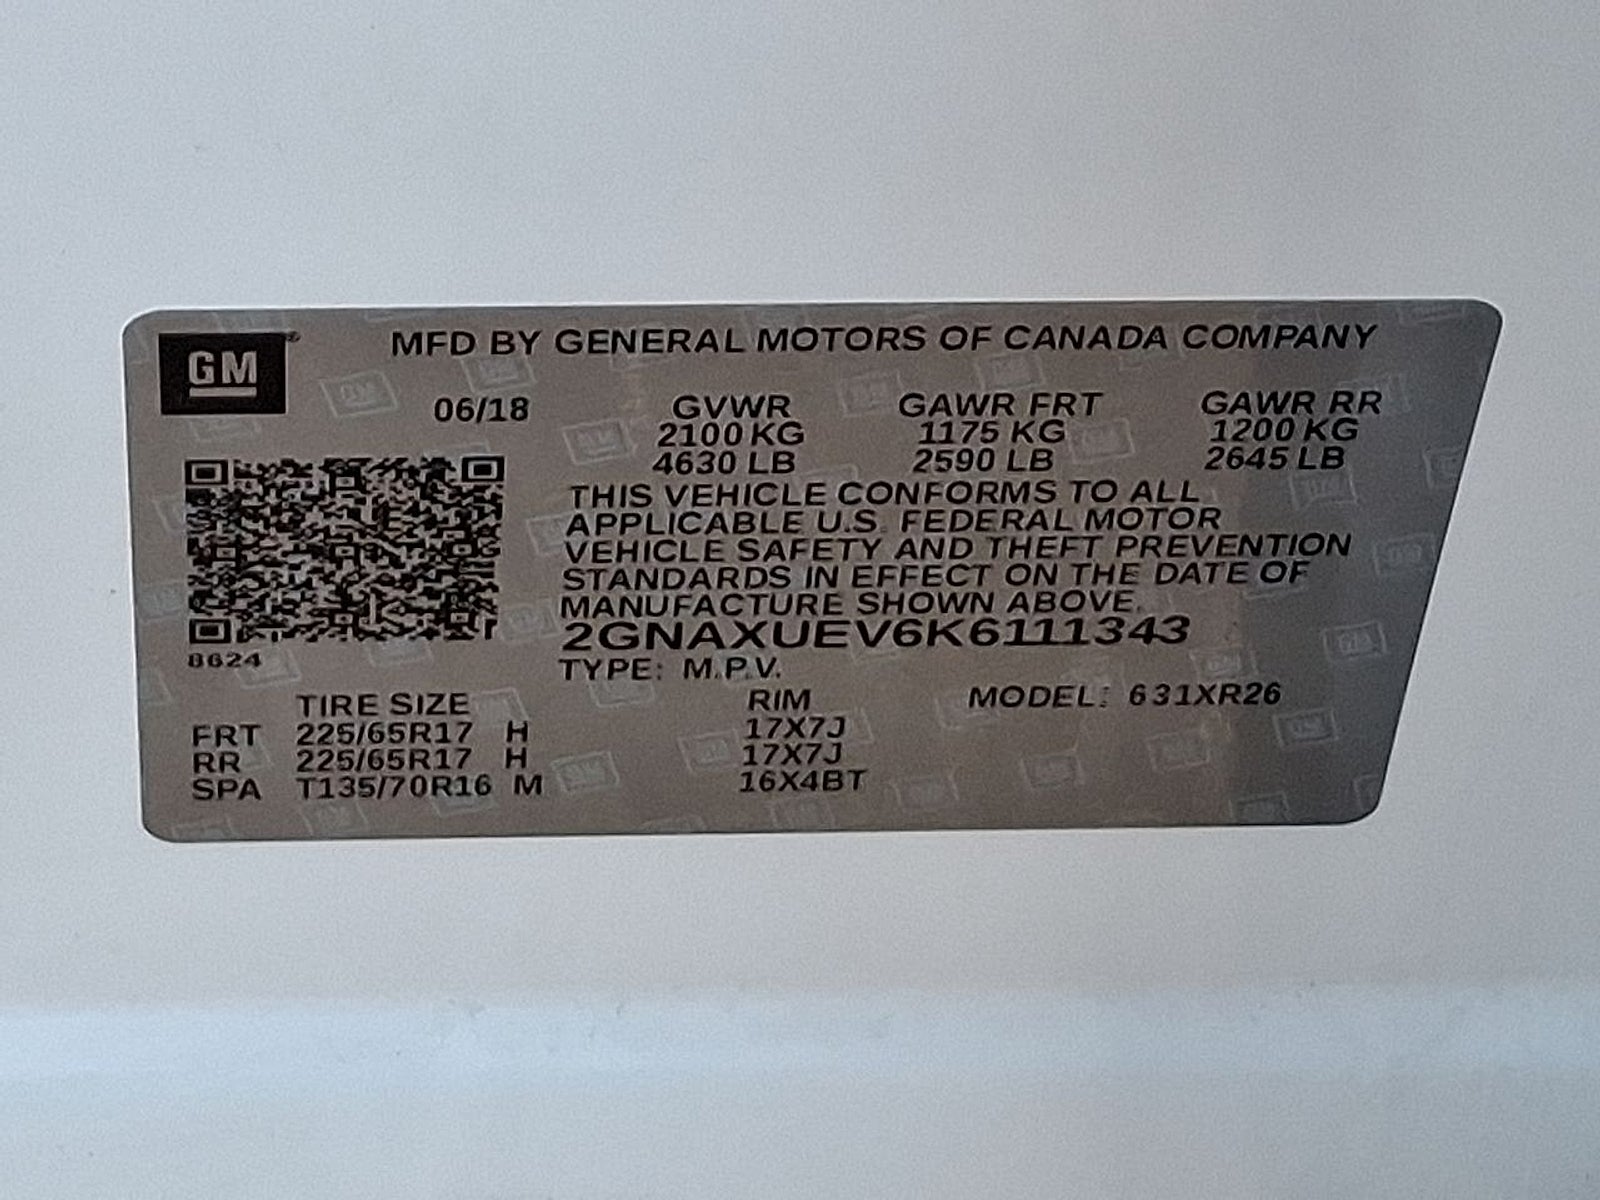 GM
MFD BY GENERAL MOTORS OF CANADA COMPANY
06/18 GVWR GAWR FRT GAWR RR
2100 KG 1175 KG 1200 KG
4630 LB 2590 LB 2645 LB
THIS VEHICLE CONFORMS TO ALL
APPLICABLE U.S. FEDERAL MOTOR
VEHICLE SAFETY AND THEFT PREVENTION
STANDARDS IN EFFECT ON THE DATE OF
MANUFACTURE SHOWN ABOVE.
2GNAXUEV6K6111343
8624
TYPE: M.P.V.
TIRE SIZE RIM MODEL: 631XR26
FRT 225/65R17 H 17X7J
RR 225/65R17 H 17X7J
SPA T135/70R16 M 16X4BT